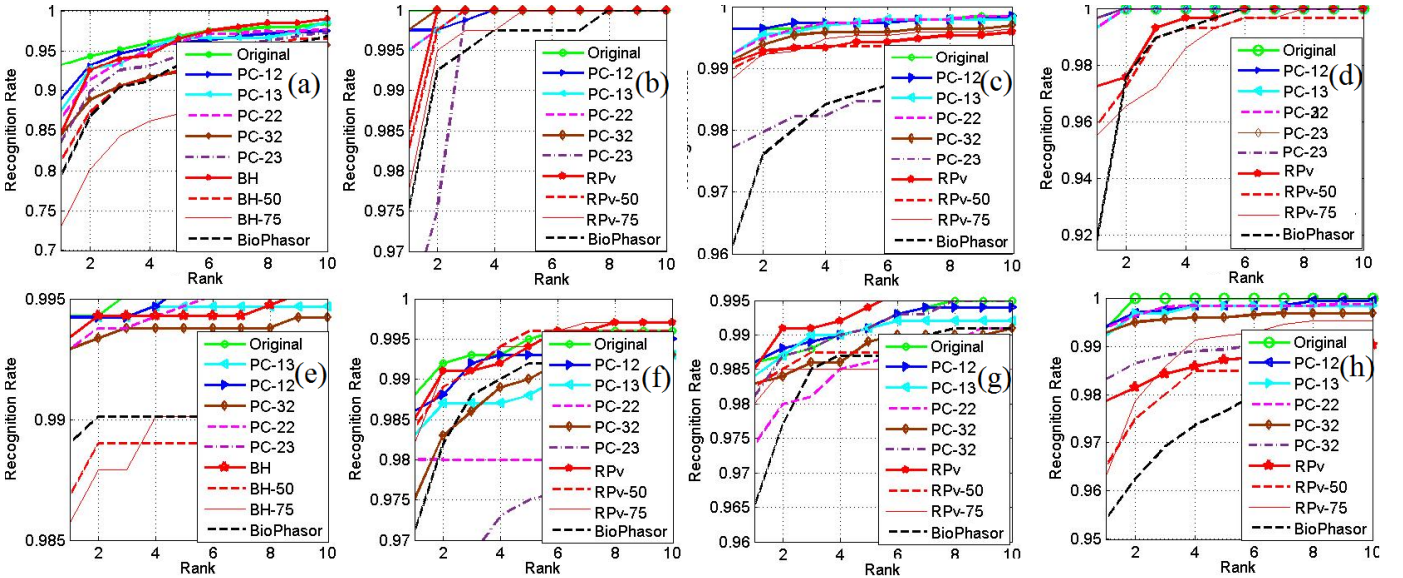 1
0.95
0.9
0.85
0.8
0.75
0.7
Recognition Rate
2 4 6 8 10
Rank
Original
PC-12
PC-13
PC-22
PC-32
PC-23
BH
BH-50
BH-75
BioPhasor
(a)
1
0.995
0.99
0.985
0.98
0.975
0.97
Recognition Rate
2 4 6 8 10
Rank
Original
PC-12
PC-13
PC-22
PC-32
PC-23
RPv
RPv-50
RPv-75
BioPhasor
(b)
1
0.99
0.98
0.97
0.96
2 4 6 8 10
Rank
Original
PC-12
PC-13
PC-22
PC-32
PC-23
RPv
RPv-50
RPv-75
BioPhasor
(c)
1
0.98
0.96
0.94
0.92
Recognition Rate
2 4 6 8 10
Rank
Original
PC-12
PC-13
PC-23
PC-23
RPv
RPv-50
RPv-75
BioPhasor
(d)
0.995
0.99
0.985
Recognition Rate
2 4 6 8 10
Rank
Original
PC-13
PC-12
PC-32
PC-22
PC-23
BH
BH-50
BH-75
BioPhasor
(e)
1
0.995
0.99
0.985
0.98
0.975
0.97
Recognition Rate
2 4 6 8 10
Rank
Original
PC-12
PC-13
PC-22
PC-32
PC-23
RPv
RPv-50
RPv-75
BioPhasor
(f)
0.995
0.99
0.985
0.98
0.975
0.97
0.965
0.96
Recognition Rate
2 4 6 8 10
Rank
Original
PC-12
PC-13
PC-22
PC-32
PC-32
RPv
RPv-50
RPv-75
BioPhasor
(g)
1
0.99
0.98
0.97
0.96
0.95
Recognition Rate
2 4 6 8 10
Rank
Original
PC-12
PC-13
PC-22
PC-32
PC-32
RPv
RPv-50
RPv-75
BioPhasor
(h)